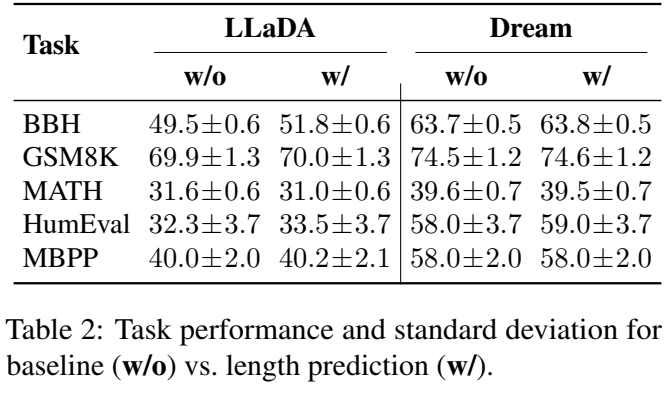 Task LLaDA Dream
w/o w/ w/o w/
BBH 49.5±0.6 51.8±0.6 63.7±0.5 63.8±0.5
GSM8K 69.9±1.3 70.0±1.3 74.5±1.2 74.6±1.2
MATH 31.6±0.6 31.0±0.6 39.6±0.7 39.5±0.7
HumEval 32.3±3.7 33.5±3.7 58.0±3.7 59.0±3.7
MBPP 40.0±2.0 40.2±2.1 58.0±2.0 58.0±2.0
Table 2: Task performance and standard deviation for
baseline (w/o) vs. length prediction (w/).